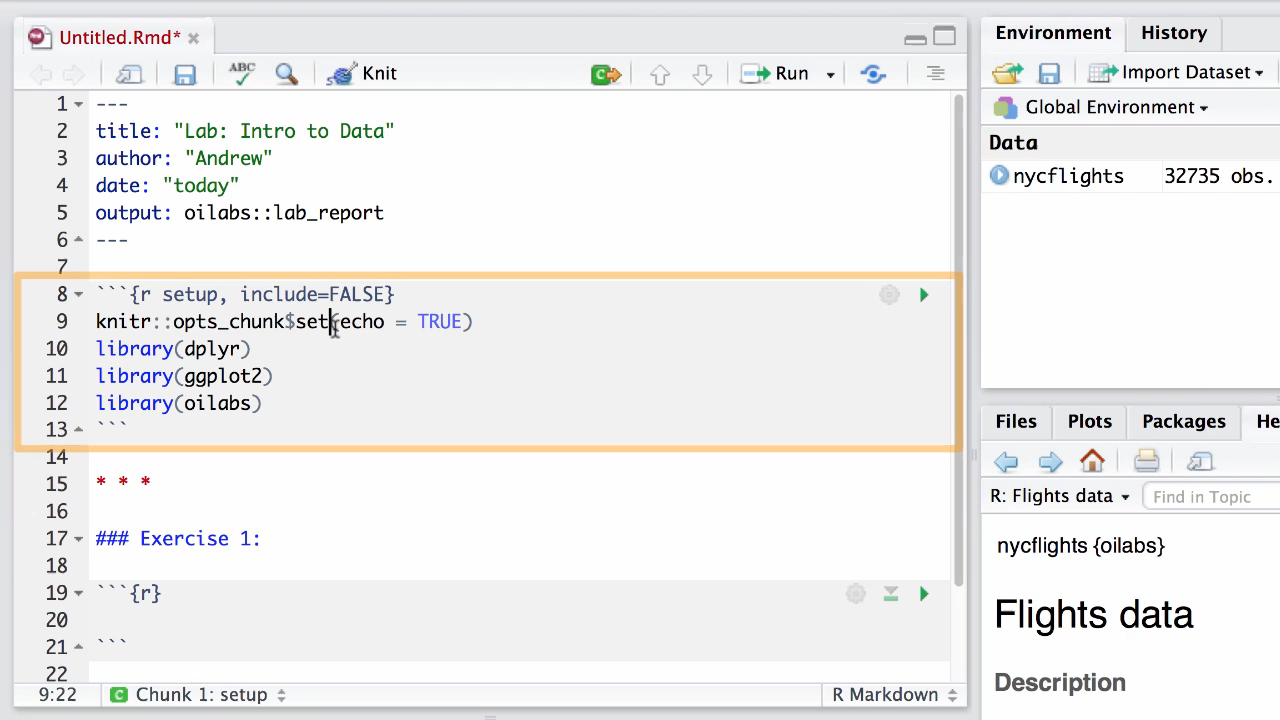 Untitled.Rmd*
ABC
Knit
Run
1 ---
2 title: "Lab: Intro to Data"
3 author: "Andrew"
4 date: "today"
5 output: oilabs::lab_report
6 ---
7
8 ```{r setup, include=FALSE}
9 knitr::opts_chunk$set(echo = TRUE)
10 library(dplyr)
11 library(ggplot2)
12 library(oilabs)
13 ```
14
15 * * *
16
17 ### Exercise 1:
18
19 ```{r}
20
21 ```
22
9:22 C Chunk 1: setup R Markdown
Environment History
Import Dataset
Global Environment
Data
nycflights 32735 obs.
Files Plots Packages He
R: Flights data Find in Topic
nycflights {oilabs}
Flights data
Description